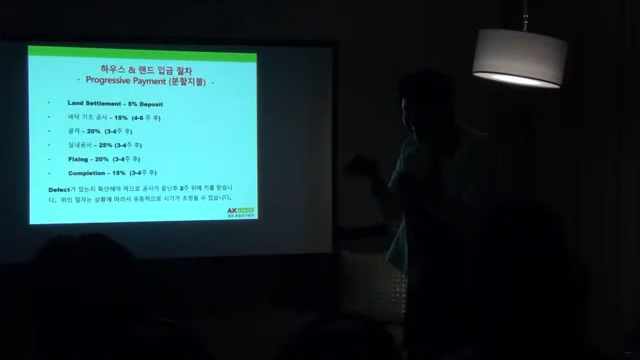 하우스 & 랜드 입금 절차
- Progressive Payment (분할지불) -
• Land Settlement – 5% Deposit
• 바닥 기초 공사 – 15% (4-6 주 후)
• 골격 – 20% (3-4주 후)
• 실내공사 – 25% (3-4주 후)
• Fixing – 20% (3-4주 후)
• Completion – 15% (3-4주 후)
Defect가 있는지 확인해야 하므로 공사가 끝난후 2주 뒤에 키를 받습니
다. 위의 절차는 상황에 따라서 유동적으로 시기가 조정될 수 있습니다.
AK